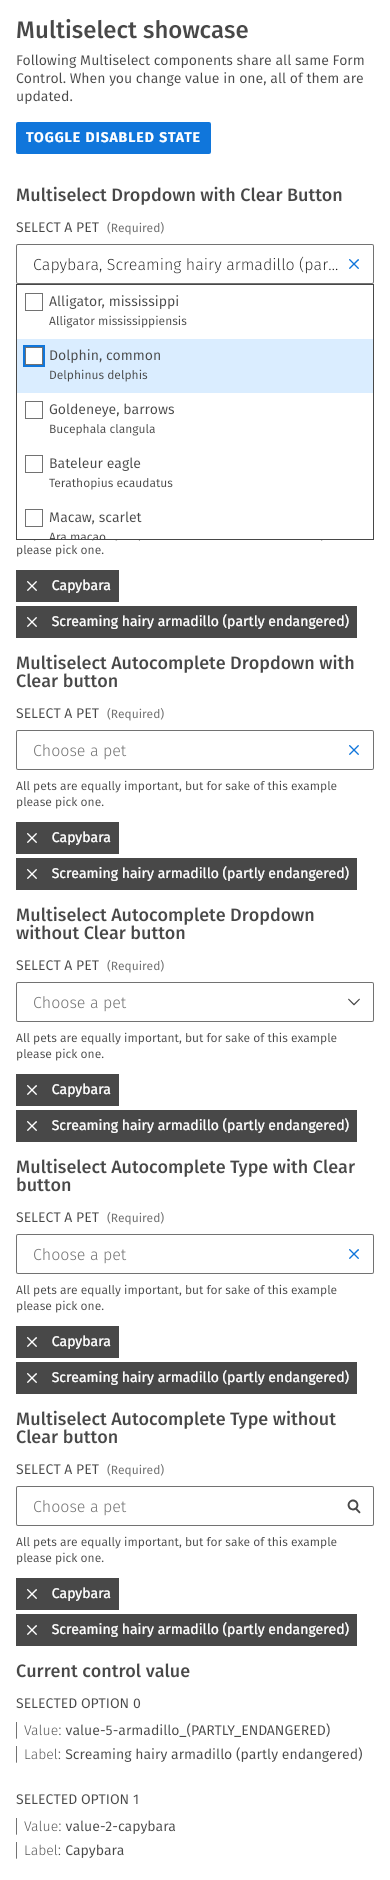 Multiselect showcase
Following Multiselect components share all same Form
Control. When you change value in one, all of them are
updated.
TOGGLE DISABLED STATE
Multiselect Dropdown with Clear Button
SELECT A PET (Required)
Capybara, Screaming hairy armadillo (par...
Alligator, mississippi
Alligator mississippiensis
Dolphin, common
Delphinus delphis
Goldeneye, barrows
Bucephala clangula
Bateleur eagle
Terathopius ecaudatus
Macaw, scarlet
Ara macao
please pick one.
Capybara
Screaming hairy armadillo (partly endangered)
Multiselect Autocomplete Dropdown with
Clear button
SELECT A PET (Required)
Choose a pet
All pets are equally important, but for sake of this example
please pick one.
Capybara
Screaming hairy armadillo (partly endangered)
Multiselect Autocomplete Dropdown
without Clear button
SELECT A PET (Required)
Choose a pet
All pets are equally important, but for sake of this example
please pick one.
Capybara
Screaming hairy armadillo (partly endangered)
Multiselect Autocomplete Type with Clear
button
SELECT A PET (Required)
Choose a pet
All pets are equally important, but for sake of this example
please pick one.
Capybara
Screaming hairy armadillo (partly endangered)
Multiselect Autocomplete Type without
Clear button
SELECT A PET (Required)
Choose a pet
All pets are equally important, but for sake of this example
please pick one.
Capybara
Screaming hairy armadillo (partly endangered)
Current control value
SELECTED OPTION 0
Value: value-5-armadillo_(PARTLY_ENDANGERED)
Label: Screaming hairy armadillo (partly endangered)
SELECTED OPTION 1
Value: value-2-capybara
Label: Capybara